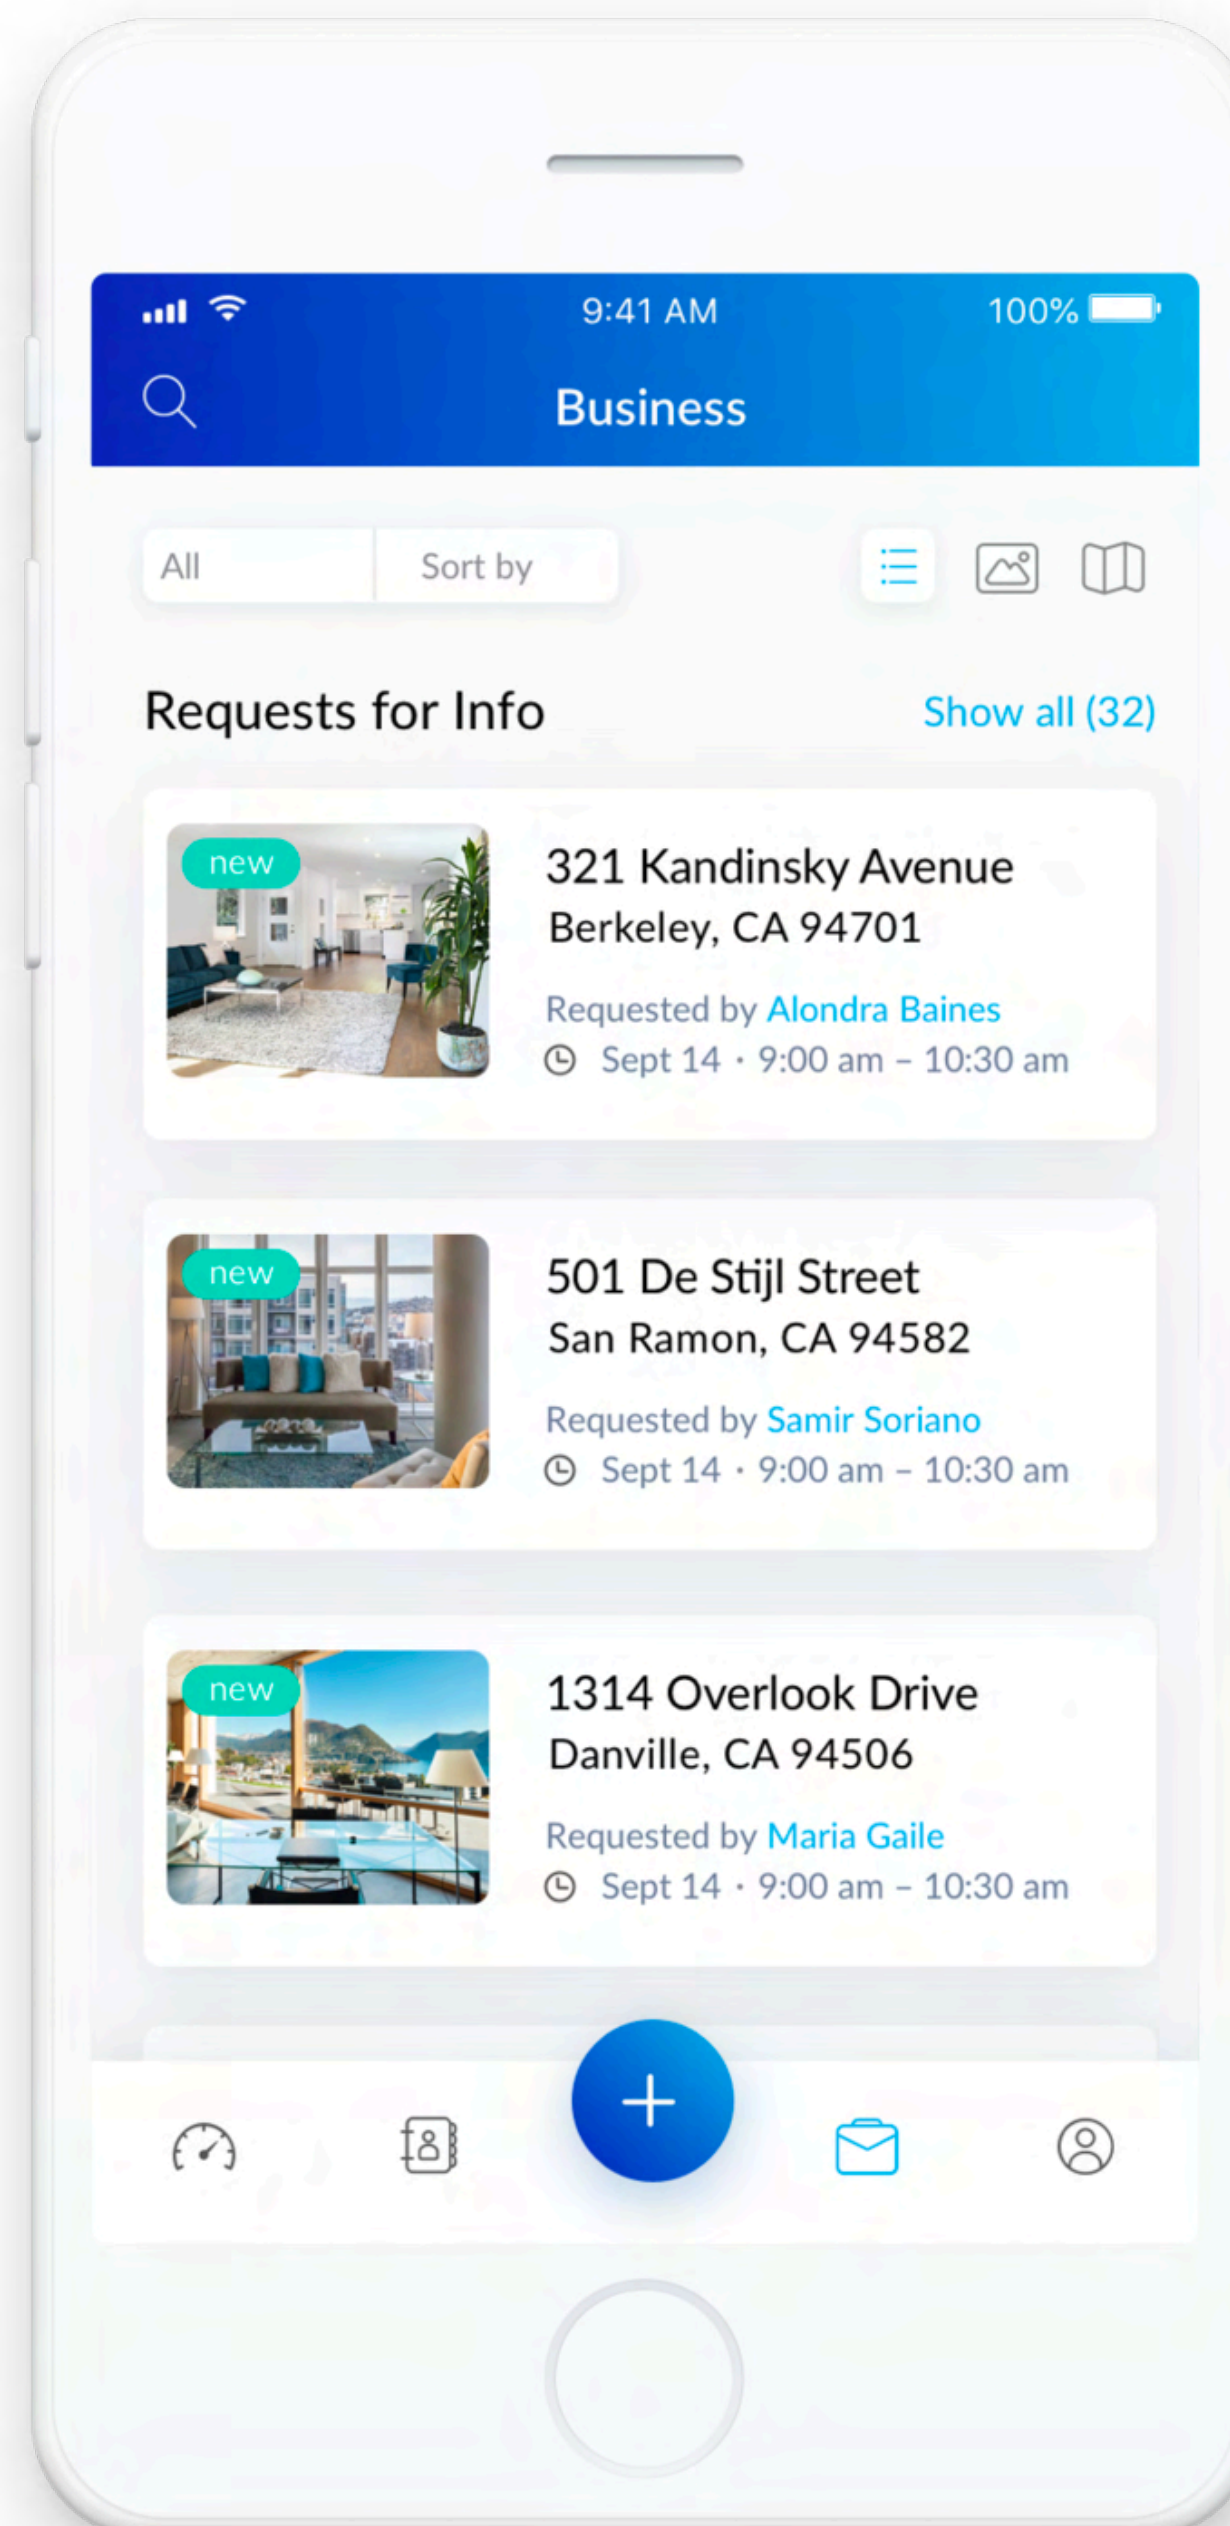 9:41 AM
100%
Business
All
Sort by
Requests for Info
Show all (32)
new
321 Kandinsky Avenue
Berkeley, CA 94701
Requested by Alondra Baines
Sept 14 · 9:00 am – 10:30 am
new
501 De Stijl Street
San Ramon, CA 94582
Requested by Samir Soriano
Sept 14 · 9:00 am – 10:30 am
new
1314 Overlook Drive
Danville, CA 94506
Requested by Maria Gaile
Sept 14 · 9:00 am – 10:30 am